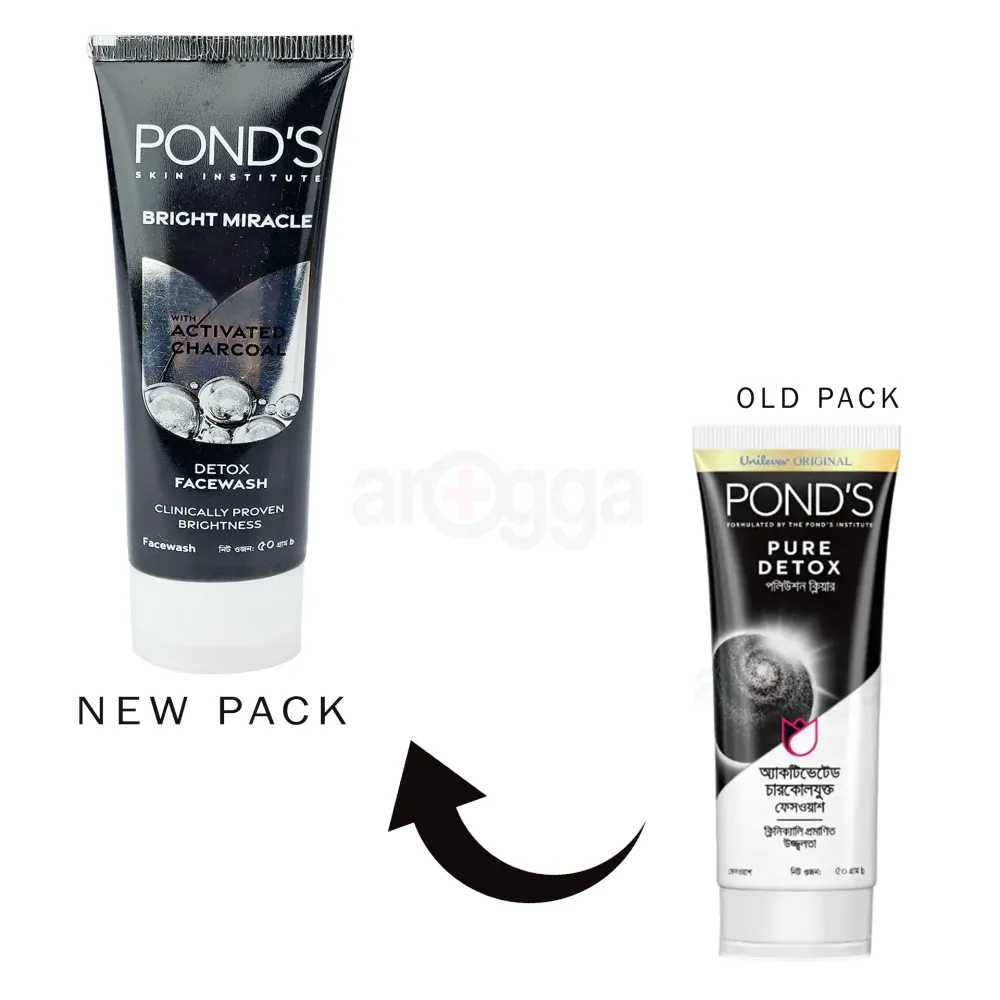 POND'S
SKIN INSTITUTE
BRIGHT MIRACLE
WITH
ACTIVATED
CHARCOAL
DETOX
FACEWASH
CLINICALLY PROVEN
BRIGHTNESS
Facewash নিট ওজন: ৫০ গ্রাম ℮
NEW PACK
arogga
OLD PACK
Unilever ORIGINAL
POND'S
FORMULATED BY THE POND'S INSTITUTE
PURE
DETOX
পলিউশন ক্লিয়ার
অ্যাকটিভেটেড
চারকোলযুক্ত
ফেসওয়াশ
ক্লিনিক্যালি প্রমাণিত
উজ্জ্বলতা
ফেসওয়াশ নিট ওজন: ৫০ গ্রাম ℮